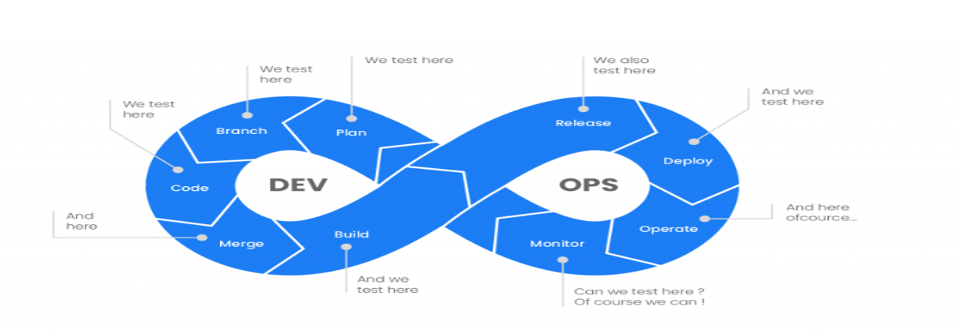 We test here
We also
test here
We test
here
And we
test here
We test
here
Branch
Plan
Release
Deploy
Code
DEV
OPS
And
here
And here
ofcource...
Merge
Build
Monitor
Operate
And we
test here
Can we test here ?
Of course we can !